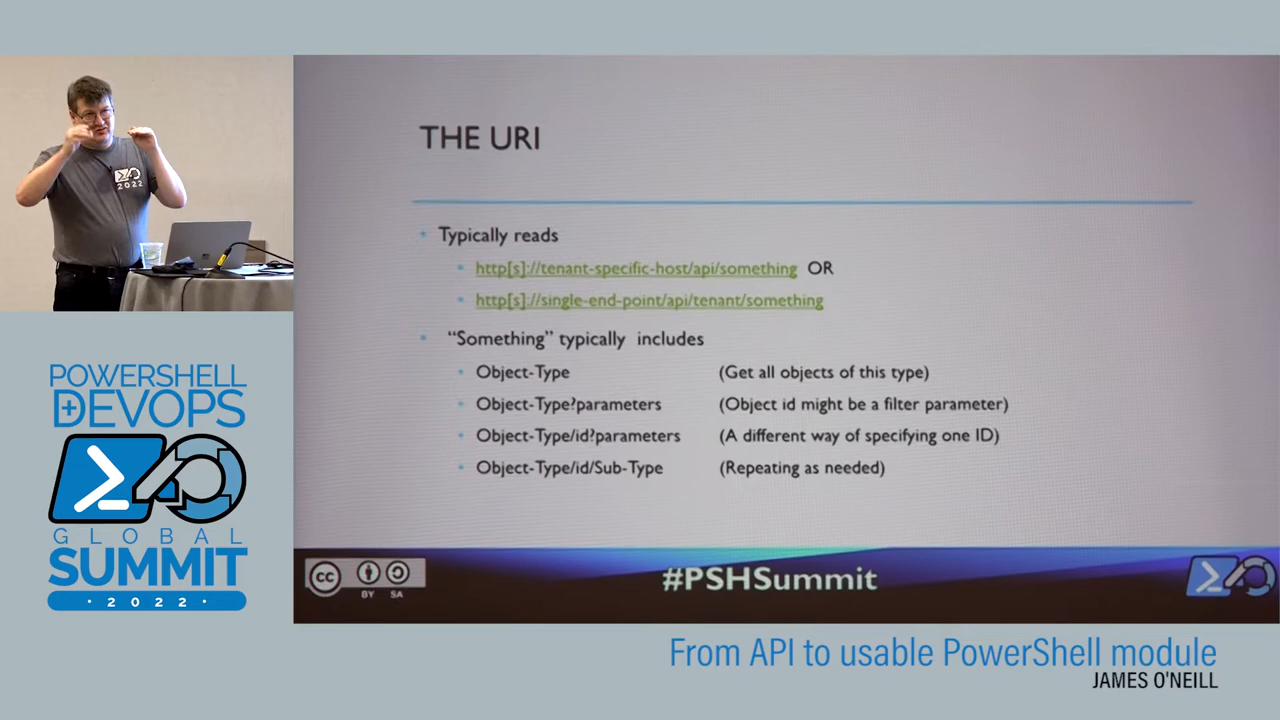 THE URI
Typically reads
http[s]://tenant-specific-host/api/something OR
http[s]://single-end-point/api/tenant/something
“Something” typically includes
Object-Type (Get all objects of this type)
Object-Type?parameters (Object id might be a filter parameter)
Object-Type/id?parameters (A different way of specifying one ID)
Object-Type/id/Sub-Type (Repeating as needed)
cc BY SA
#PSHSummit
2022
POWERSHELL
+DEVOPS
GLOBAL
SUMMIT
· 2022 ·
From API to usable PowerShell module
JAMES O'NEILL